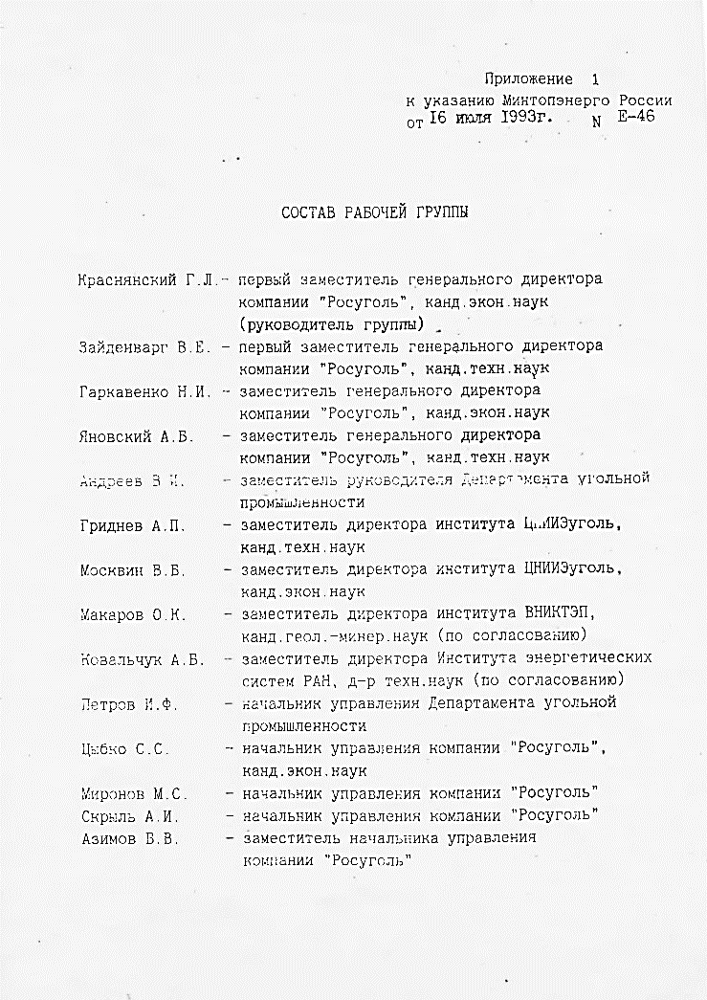 Приложение 1
к указанию Минтопэнерго России
от 16 июля 1993г. N Е-46
СОСТАВ РАБОЧЕЙ ГРУППЫ
Краснянский Г.Л.- первый заместитель генерального директора
компании "Росуголь", канд.экон.наук
(руководитель группы)
Зайденварг В.Е. - первый заместитель генерального директора
компании "Росуголь", канд.техн.наук
Гаркавенко Н.И. - заместитель генерального директора
компании "Росуголь", канд.экон.наук
Яновский А.Б. - заместитель генерального директора
компании "Росуголь", канд.техн.наук
Андреев В - заместитель руководителя Департамента угольной
промышленности
Гриднев А.П. - заместитель директора института ЦНИИЭуголь,
канд.техн.наук
Москвин В.Б. - заместитель директора института ЦНИИЭуголь,
канд.экон.наук
Макаров О.К. - заместитель директора института ВНИКТЭП,
канд.геол.-минер.наук (по согласованию)
Ковальчук А.Б. - заместитель директора Института энергетических
систем РАН, д-р техн.наук (по согласованию)
Петров И.Ф. - начальник управления Департамента угольной
промышленности
Цыбко С.С. - начальник управления компании "Росуголь",
канд.экон.наук
Миронов М.С. - начальник управления компании "Росуголь"
Скрыль А.И. - начальник управления компании "Росуголь"
Азимов Б.В. - заместитель начальника управления
компании "Росуголь"